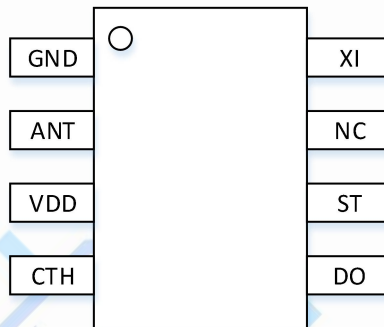 GND XI
ANT NC
VDD ST
CTH DO